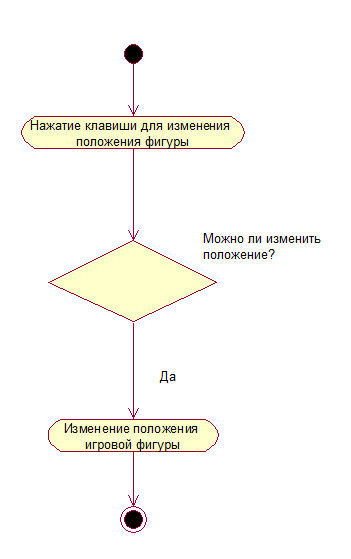 Нажатие клавиши для изменения
положения фигуры
Можно ли изменить
положение?
Да
Изменение положения
игровой фигуры